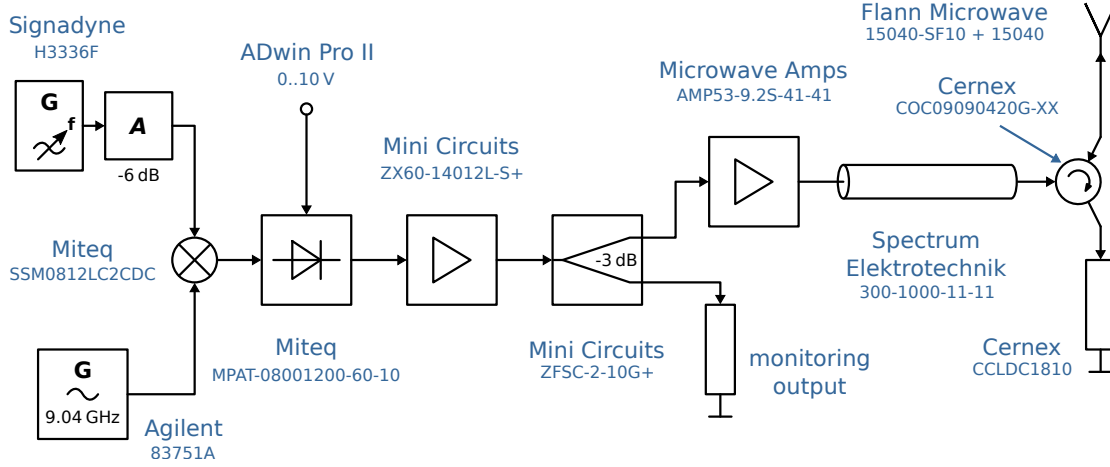 Signadyne
H3336F
G
f
A
-6 dB
ADwin Pro II
0..10 V
Mini Circuits
ZX60-14012L-S+
Microwave Amps
AMP53-9.2S-41-41
Flann Microwave
15040-SF10 + 15040
Cernex
COC09090420G-XX
Miteq
SSM0812LC2CDC
-3 dB
Spectrum
Elektrotechnik
300-1000-11-11
G
9.04 GHz
Agilent
83751A
Miteq
MPAT-08001200-60-10
Mini Circuits
ZFSC-2-10G+
monitoring
output
Cernex
CCLDC1810